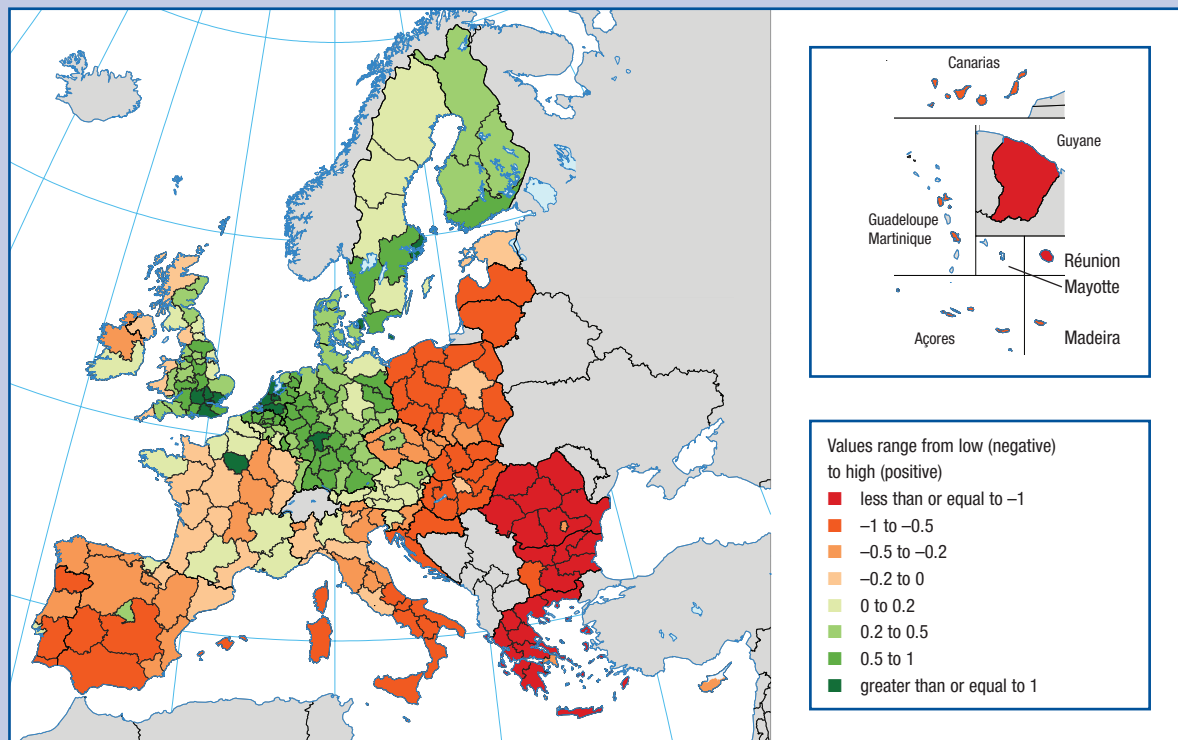 Canarias
Guyane
Guadeloupe
Martinique
Réunion
Mayotte
Açores
Madeira
Values range from low (negative)
to high (positive)
less than or equal to –1
–1 to –0.5
–0.5 to –0.2
–0.2 to 0
0 to 0.2
0.2 to 0.5
0.5 to 1
greater than or equal to 1